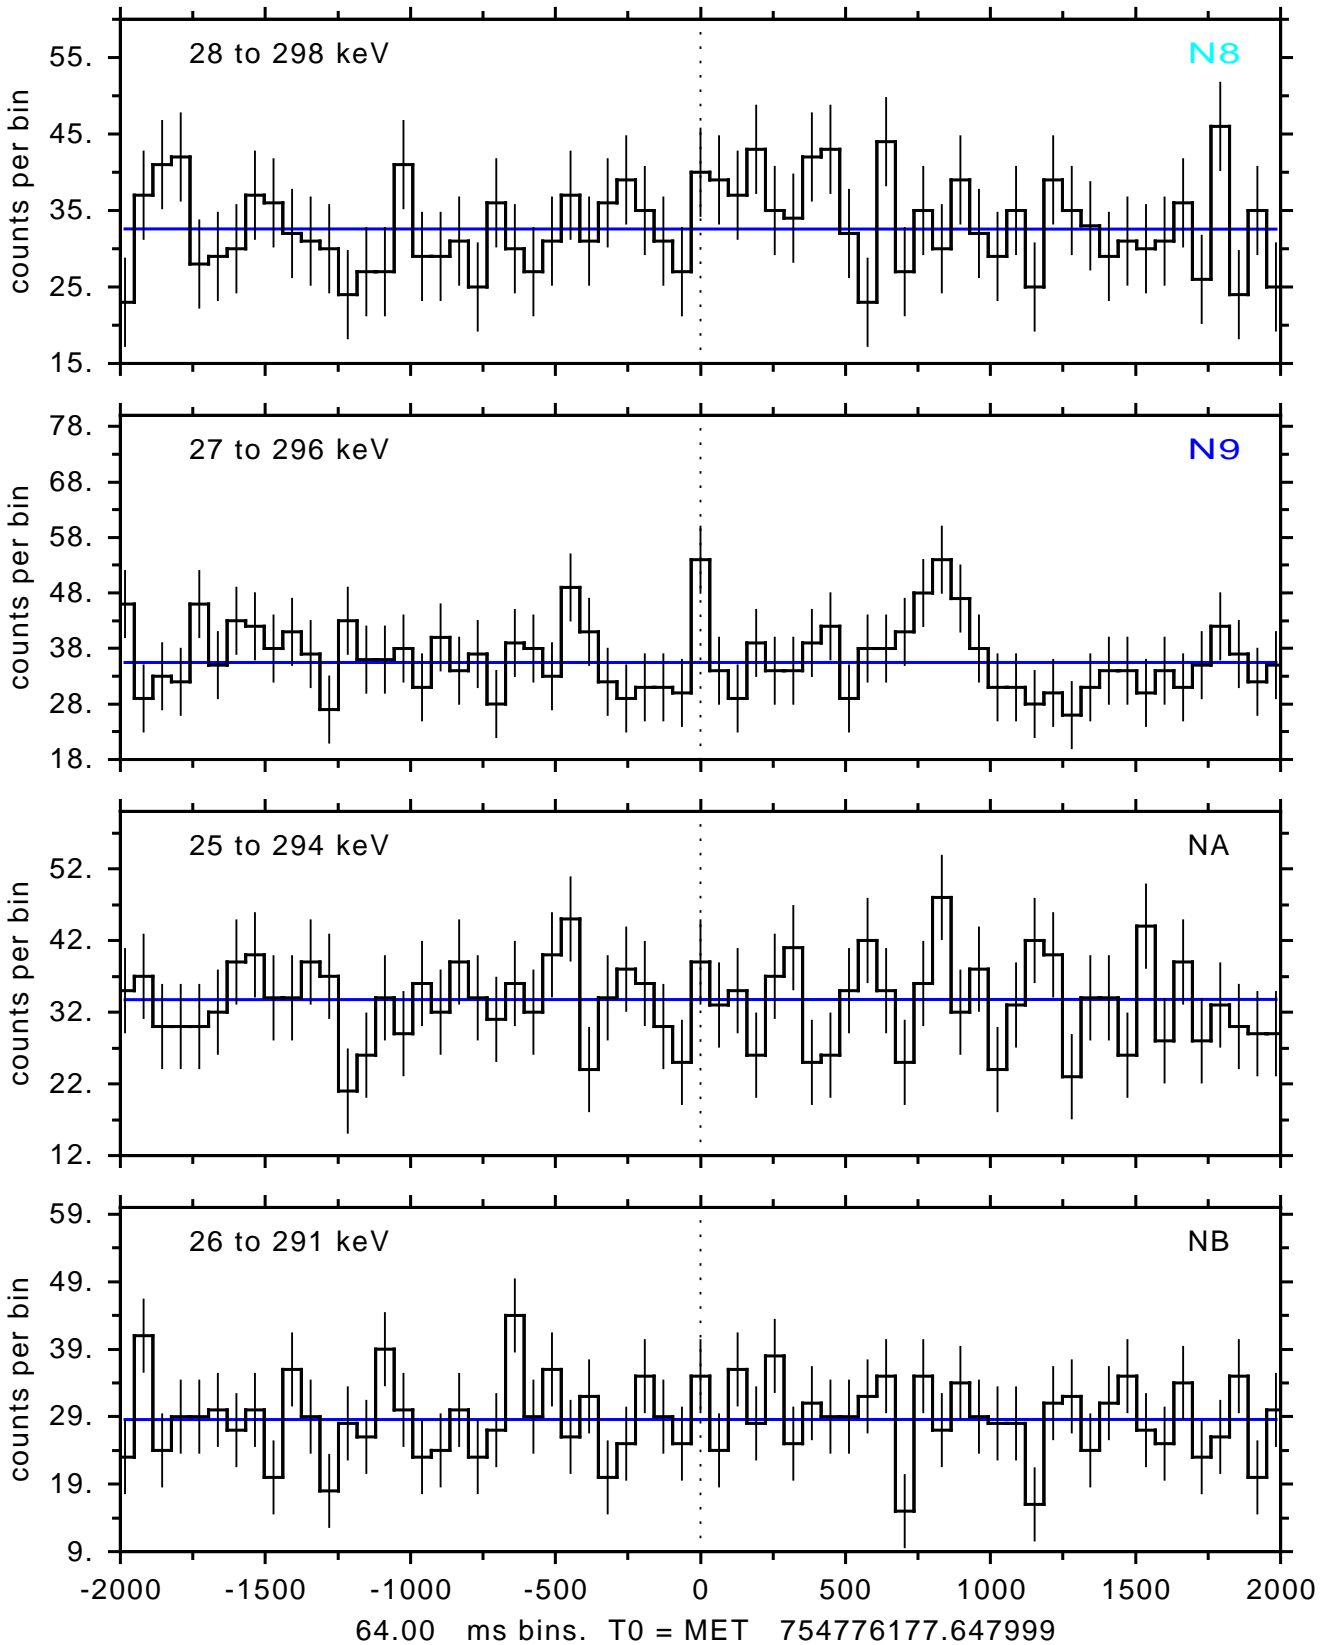 28 to 298 keV N8
55.
45.
35.
25.
15.
counts per bin
27 to 296 keV N9
78.
68.
58.
48.
38.
28.
18.
counts per bin
25 to 294 keV NA
52.
42.
32.
22.
12.
counts per bin
26 to 291 keV NB
59.
49.
39.
29.
19.
9.
counts per bin
-2000 -1500 -1000 -500 0 500 1000 1500 2000
64.00 ms bins. T0 = MET 754776177.647999